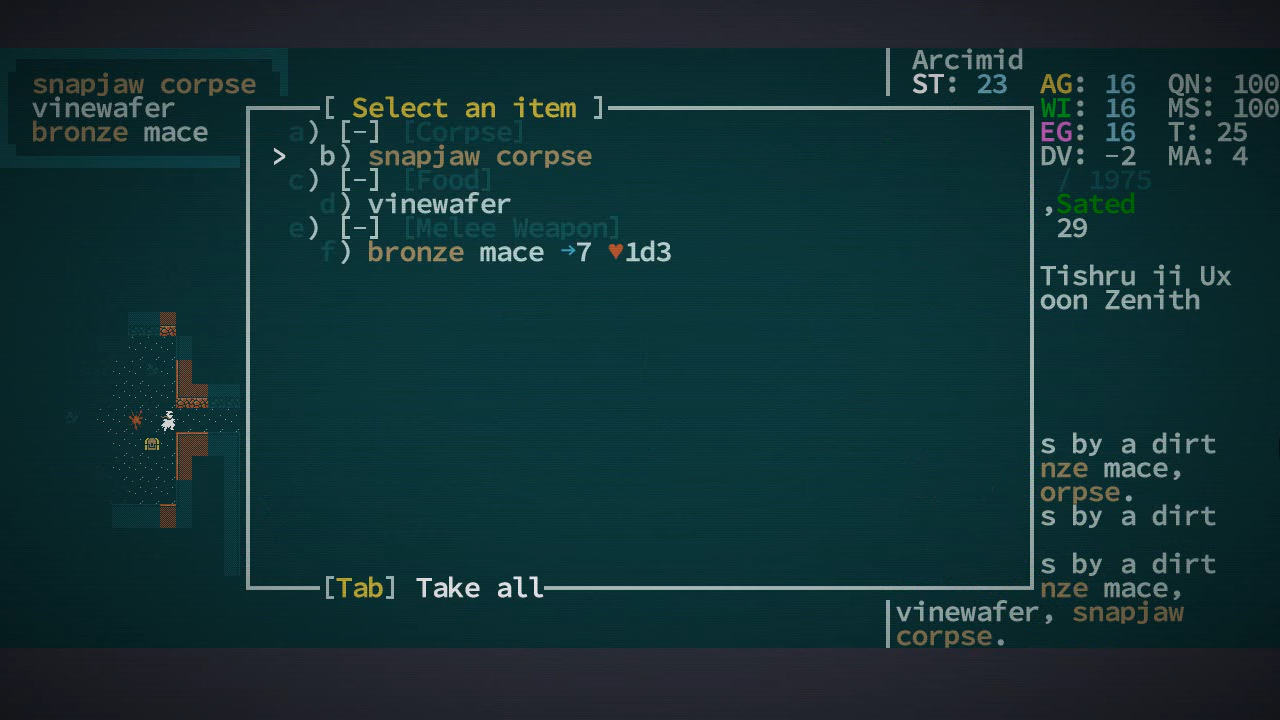 snapjaw corpse
vinewafer
bronze mace
[ Select an item ]
a) [-] [Corpse]
> b) snapjaw corpse
c) [-] [Food]
d) vinewafer
e) [-] [Melee Weapon]
f) bronze mace →7 ♥1d3
[Tab] Take all
Arcimid
ST: 23 AG: 16 QN: 100
WI: 16 MS: 100
EG: 16 T: 25
DV: -2 MA: 4
/ 1975
,Sated
29
Tishru ii Ux
oon Zenith
s by a dirt
nze mace,
orpse.
s by a dirt
s by a dirt
nze mace,
vinewafer, snapjaw
corpse.